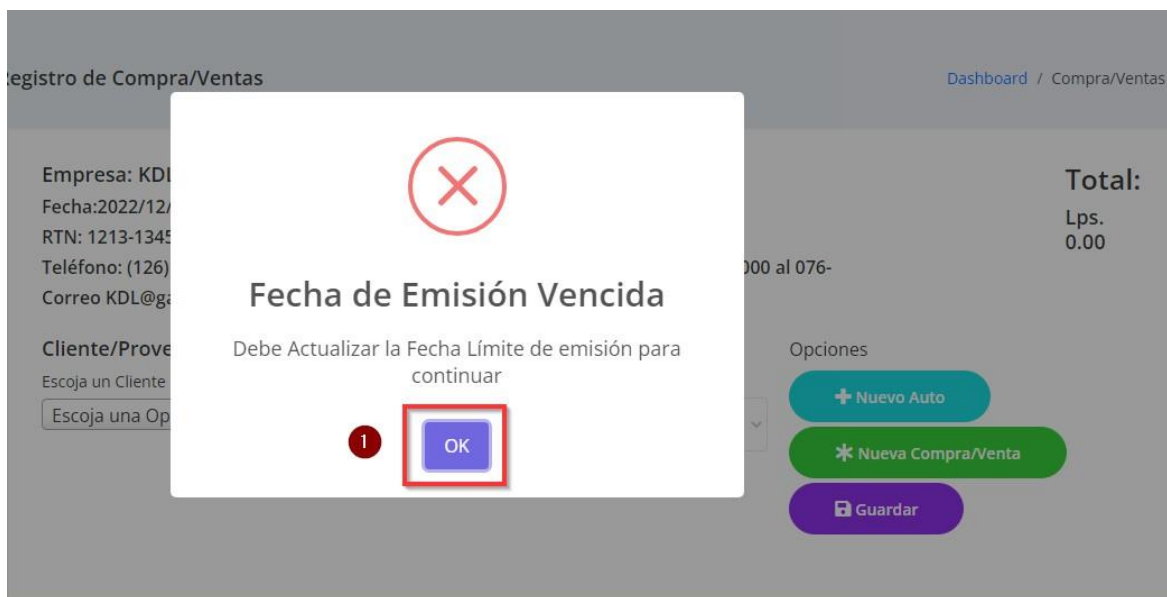 Registro de Compra/Ventas
Dashboard / Compra/Ventas
Empresa: KDL
Fecha:2022/12/
RTN: 1213-1345
Teléfono: (126)
Correo KDL@ga
000 al 076-
Total:
Lps.
0.00
Fecha de Emisión Vencida
Debe Actualizar la Fecha Límite de emisión para
continuar
1
OK
Cliente/Prove
Escoja un Cliente
Escoja una Op
Opciones
Nuevo Auto
Nueva Compra/Venta
Guardar